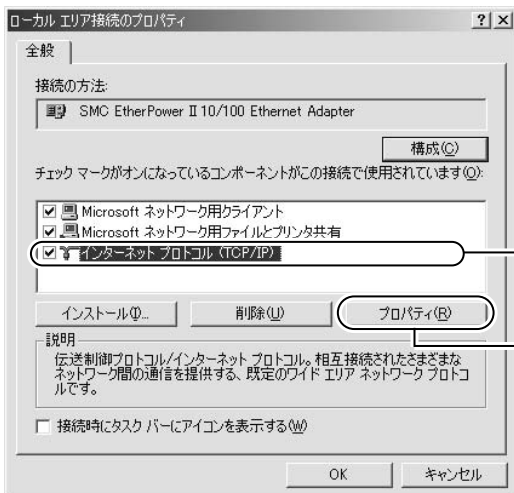 ローカル エリア接続のプロパティ
全般
接続の方法:
SMC EtherPower II 10/100 Ethernet Adapter
構成(C)
チェック マークがオンになっているコンポーネントがこの接続で使用されています(O):
Microsoft ネットワーク用クライアント
Microsoft ネットワーク用ファイルとプリンタ共有
インターネット プロトコル (TCP/IP)
インストール(I)...
削除(U)
プロパティ(R)
説明
伝送制御プロトコル/インターネット プロトコル。相互接続されたさまざまな
ネットワーク間の通信を提供する、既定のワイド エリア ネットワーク プロトコ
ルです。
接続時にタスク バーにアイコンを表示する(W)
OK
キャンセル